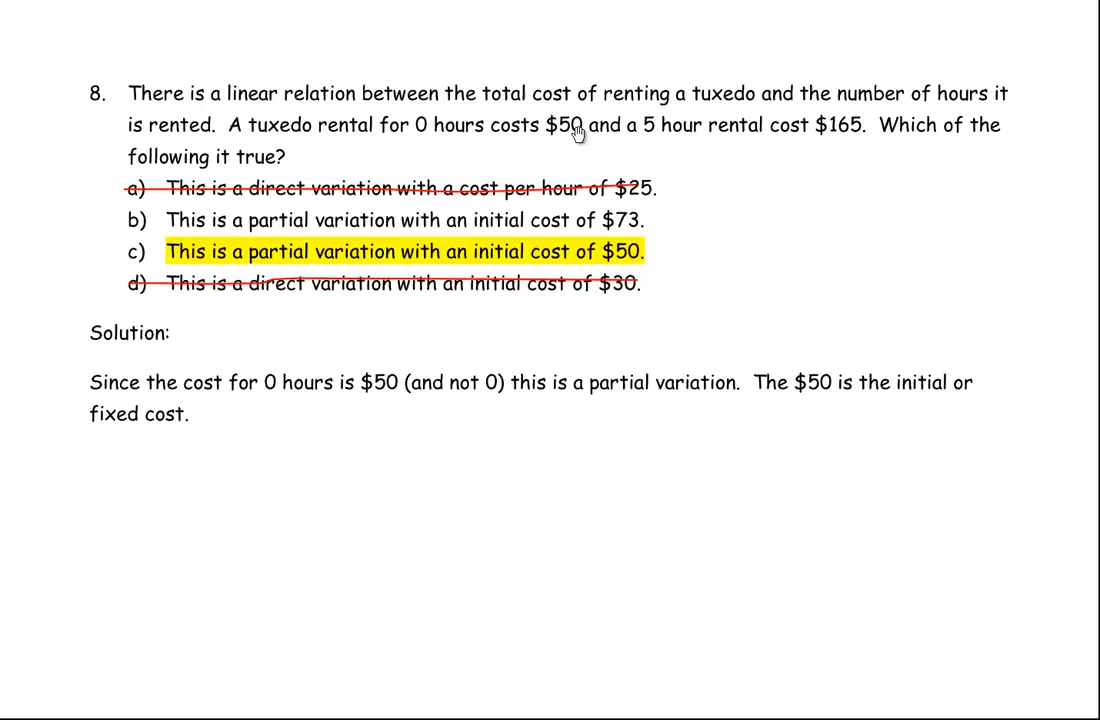 8. There is a linear relation between the total cost of renting a tuxedo and the number of hours it
is rented. A tuxedo rental for 0 hours costs $50 and a 5 hour rental cost $165. Which of the
following it true?
a) This is a direct variation with a cost per hour of $25.
b) This is a partial variation with an initial cost of $73.
c) This is a partial variation with an initial cost of $50.
d) This is a direct variation with an initial cost of $30.
Solution:
Since the cost for 0 hours is $50 (and not 0) this is a partial variation. The $50 is the initial or
fixed cost.